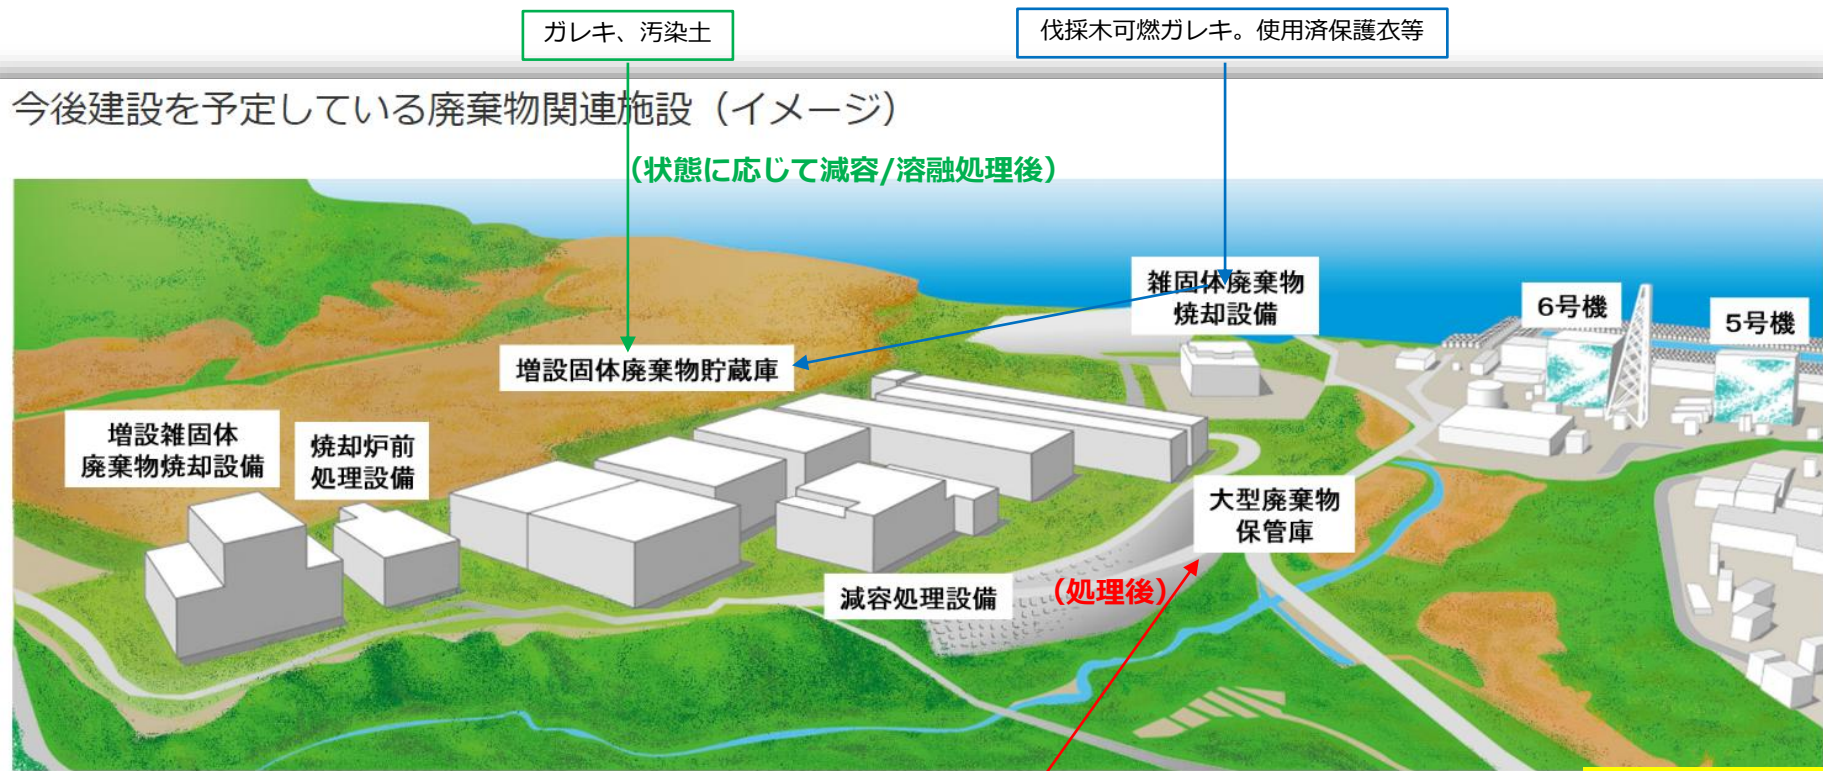 ガレキ、汚染土
伐採木可燃ガレキ。使用済保護衣等
今後建設を予定している廃棄物関連施設（イメージ）
（状態に応じて減容/溶融処理後）
雑固体廃棄物
焼却設備
6号機
5号機
増設固体廃棄物貯蔵庫
増設雑固体
廃棄物焼却設備
焼却炉前
処理設備
大型廃棄物
保管庫
減容処理設備
（処理後）